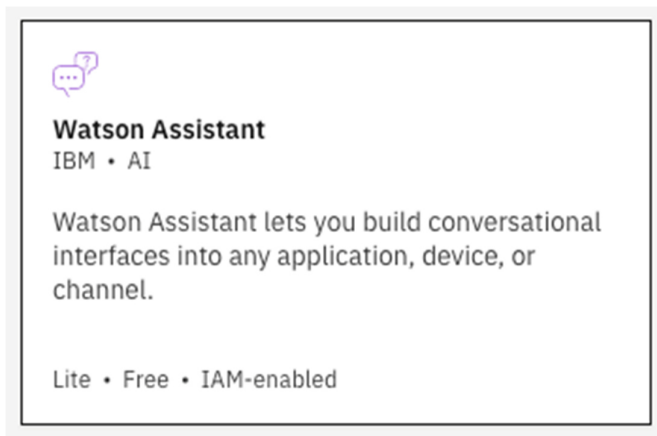 Watson Assistant
IBM • AI
Watson Assistant lets you build conversational
interfaces into any application, device, or
channel.
Lite • Free • IAM-enabled